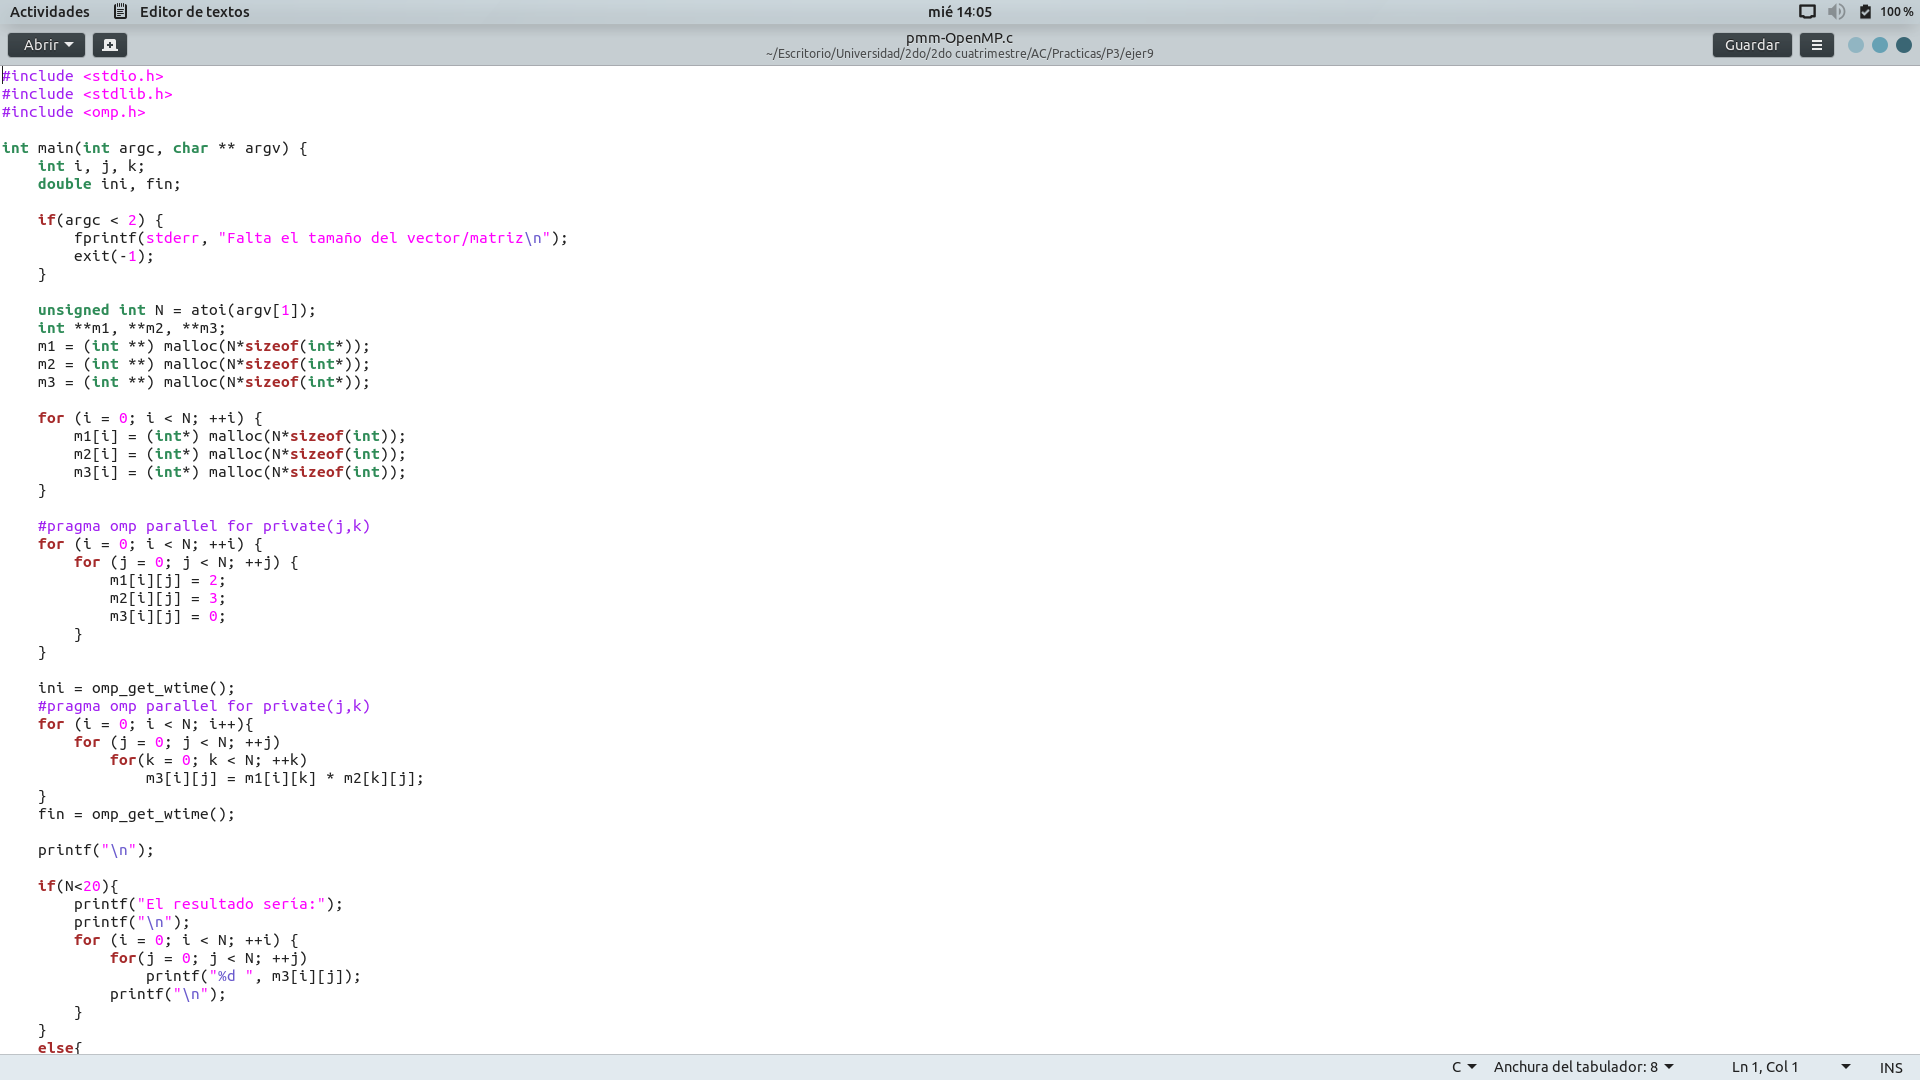 Actividades Editor de textos mié 14:05 100 %
Abrir pmm-OpenMP.c Guardar
~/Escritorio/Universidad/2do/2do cuatrimestre/AC/Practicas/P3/ejer9
#include <stdio.h>
#include <stdlib.h>
#include <omp.h>

int main(int argc, char ** argv) {
    int i, j, k;
    double ini, fin;

    if(argc < 2) {
        fprintf(stderr, "Falta el tamaño del vector/matriz\n");
        exit(-1);
    }

    unsigned int N = atoi(argv[1]);
    int **m1, **m2, **m3;
    m1 = (int **) malloc(N*sizeof(int*));
    m2 = (int **) malloc(N*sizeof(int*));
    m3 = (int **) malloc(N*sizeof(int*));

    for (i = 0; i < N; ++i) {
        m1[i] = (int*) malloc(N*sizeof(int));
        m2[i] = (int*) malloc(N*sizeof(int));
        m3[i] = (int*) malloc(N*sizeof(int));
    }

    #pragma omp parallel for private(j,k)
    for (i = 0; i < N; ++i) {
        for (j = 0; j < N; ++j) {
            m1[i][j] = 2;
            m2[i][j] = 3;
            m3[i][j] = 0;
        }
    }

    ini = omp_get_wtime();
    #pragma omp parallel for private(j,k)
    for (i = 0; i < N; i++){
        for (j = 0; j < N; ++j)
            for(k = 0; k < N; ++k)
                m3[i][j] = m1[i][k] * m2[k][j];
    }
    fin = omp_get_wtime();

    printf("\n");

    if(N<20){
        printf("El resultado sería:");
        printf("\n");
        for (i = 0; i < N; ++i) {
            for(j = 0; j < N; ++j)
                printf("%d ", m3[i][j]);
            printf("\n");
        }
    }
    else{
C Anchura del tabulador: 8 Ln 1, Col 1 INS